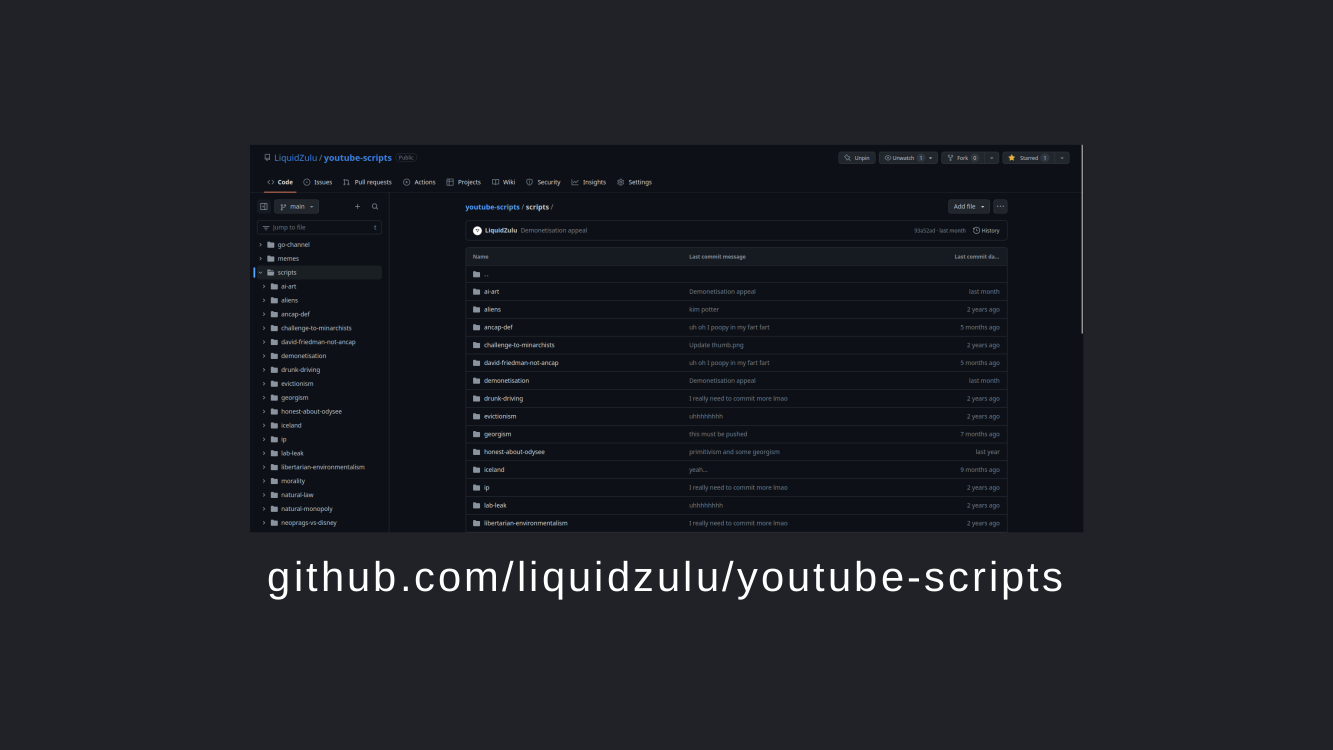 LiquidZulu / youtube-scripts Public
Unpin Unwatch 1 Fork 0 Starred 1
Code Issues Pull requests Actions Projects Wiki Security Insights Settings
main
Jump to file t
go-channel
memes
scripts
ai-art
aliens
ancap-def
challenge-to-minarchists
david-friedman-not-ancap
demonetisation
drunk-driving
evictionism
georgism
honest-about-odysee
iceland
ip
lab-leak
libertarian-environmentalism
morality
natural-law
natural-monopoly
neoprags-vs-disney
youtube-scripts / scripts /
Add file
LiquidZulu Demonetisation appeal 93a52ad · last month History
Name Last commit message Last commit da...
..
ai-art Demonetisation appeal last month
aliens kim potter 2 years ago
ancap-def uh oh I poopy in my fart fart 5 months ago
challenge-to-minarchists Update thumb.png 2 years ago
david-friedman-not-ancap uh oh I poopy in my fart fart 5 months ago
demonetisation Demonetisation appeal last month
drunk-driving I really need to commit more lmao 2 years ago
evictionism uhhhhhhhh 2 years ago
georgism this must be pushed 7 months ago
honest-about-odysee primitivism and some georgism last year
iceland yeah... 9 months ago
ip I really need to commit more lmao 2 years ago
lab-leak uhhhhhhhh 2 years ago
libertarian-environmentalism I really need to commit more lmao 2 years ago
github.com/liquidzulu/youtube-scripts